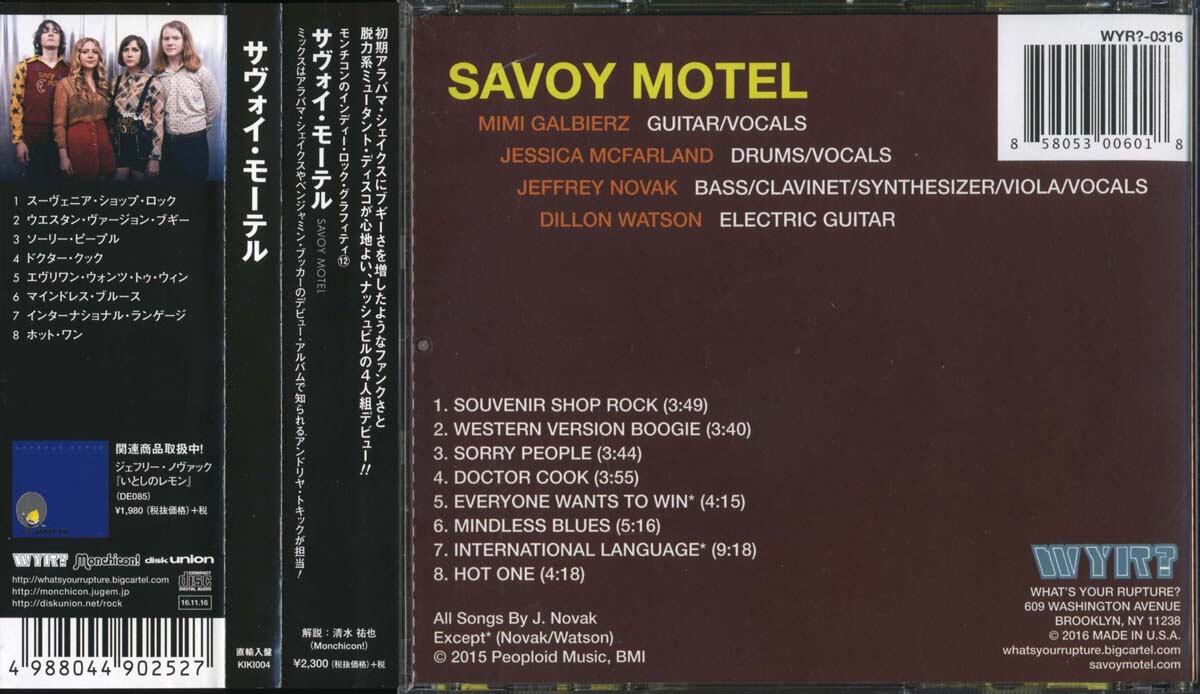 サヴォイ・モーテル
1 スーヴェニア・ショップ・ロック
2 ウエスタン・ヴァージョン・ブギー
3 ソーリー・ピープル
4 ドクター・クック
5 エヴリワン・ウォンツ・トゥ・ウィン
6 マインドレス・ブルース
7 インターナショナル・ランゲージ
8 ホット・ワン
関連商品取扱中!
ジェフリー・ノヴァック
『いとしのレモン』
(DE085)
¥1,980 (税抜価格)+税
WYR? Monchicon! disk union
http://whatsyourrupture.bigcartel.com
http://monchicon.jugem.jp
http://diskunion.net/rock
COMPACT
disc
DIGITAL AUDIO
16.11.16
4 988044 902527
直輸入盤
KIKI004
初期アラバマ・シェイクスにブギーさを増したようなファンクさと
脱力系ミュータント・ディスコが心地よい、ナッシュビルの4人組デビュー!!
モンチコンのインディー・ロック・グラフィティ⑫
サヴォイ・モーテル SAVOY MOTEL
ミックスはアラバマ・シェイクスやベンジャミン・ブッカーのデビュー・アルバムで知られるアンドリヤ・トキックが担当!
解説:清水 祐也
(Monchicon!)
¥2,300 (税抜価格)+税
WYR?-0316
8 58053 00601 8
SAVOY MOTEL
MIMI GALBIERZ GUITAR/VOCALS
JESSICA MCFARLAND DRUMS/VOCALS
JEFFREY NOVAK BASS/CLAVINET/SYNTHESIZER/VIOLA/VOCALS
DILLON WATSON ELECTRIC GUITAR
1. SOUVENIR SHOP ROCK (3:49)
2. WESTERN VERSION BOOGIE (3:40)
3. SORRY PEOPLE (3:44)
4. DOCTOR COOK (3:55)
5. EVERYONE WANTS TO WIN* (4:15)
6. MINDLESS BLUES (5:16)
7. INTERNATIONAL LANGUAGE* (9:18)
8. HOT ONE (4:18)
All Songs By J. Novak
Except* (Novak/Watson)
© 2015 Peoploid Music, BMI
WYR?
WHAT'S YOUR RUPTURE?
609 WASHINGTON AVENUE
BROOKLYN, NY 11238
© 2016 MADE IN U.S.A.
whatsyourrupture.bigcartel.com
savoymotel.com